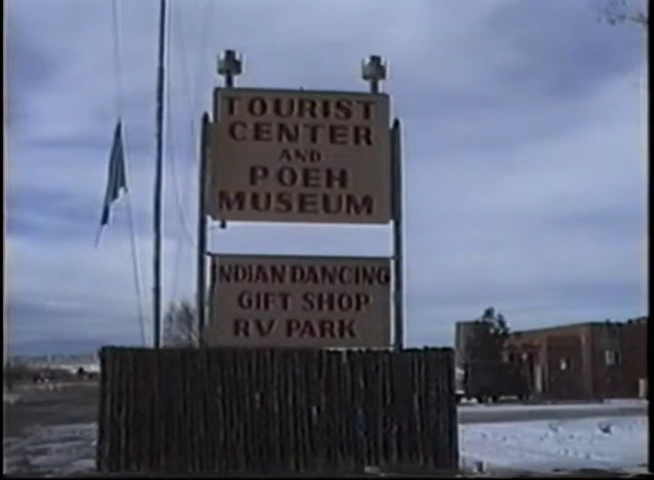 TOURIST
CENTER
AND
POEH
MUSEUM
INDIAN DANCING
GIFT SHOP
RV PARK